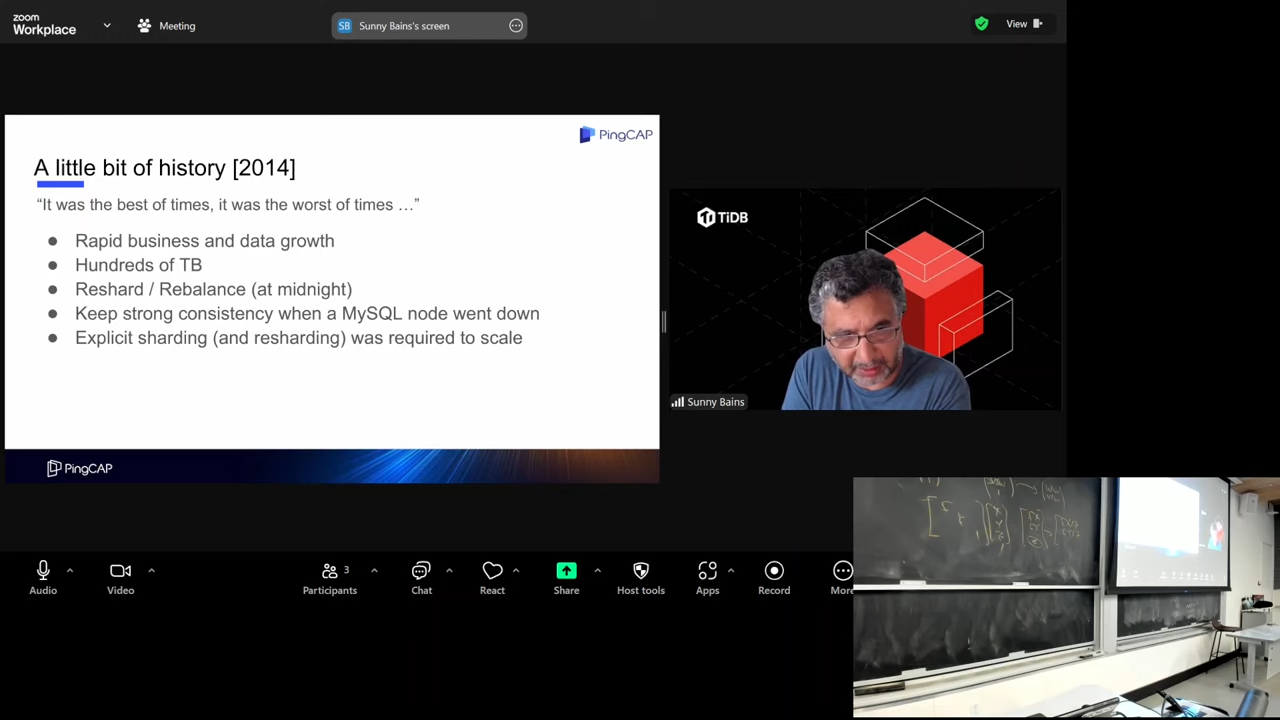 zoom
Workplace
Meeting
SB Sunny Bains's screen
View
PingCAP
A little bit of history [2014]
“It was the best of times, it was the worst of times …”
● Rapid business and data growth
● Hundreds of TB
● Reshard / Rebalance (at midnight)
● Keep strong consistency when a MySQL node went down
● Explicit sharding (and resharding) was required to scale
PingCAP
TiDB
Sunny Bains
3
Audio
Video
Participants
Chat
React
Share
Host tools
Apps
Record
More